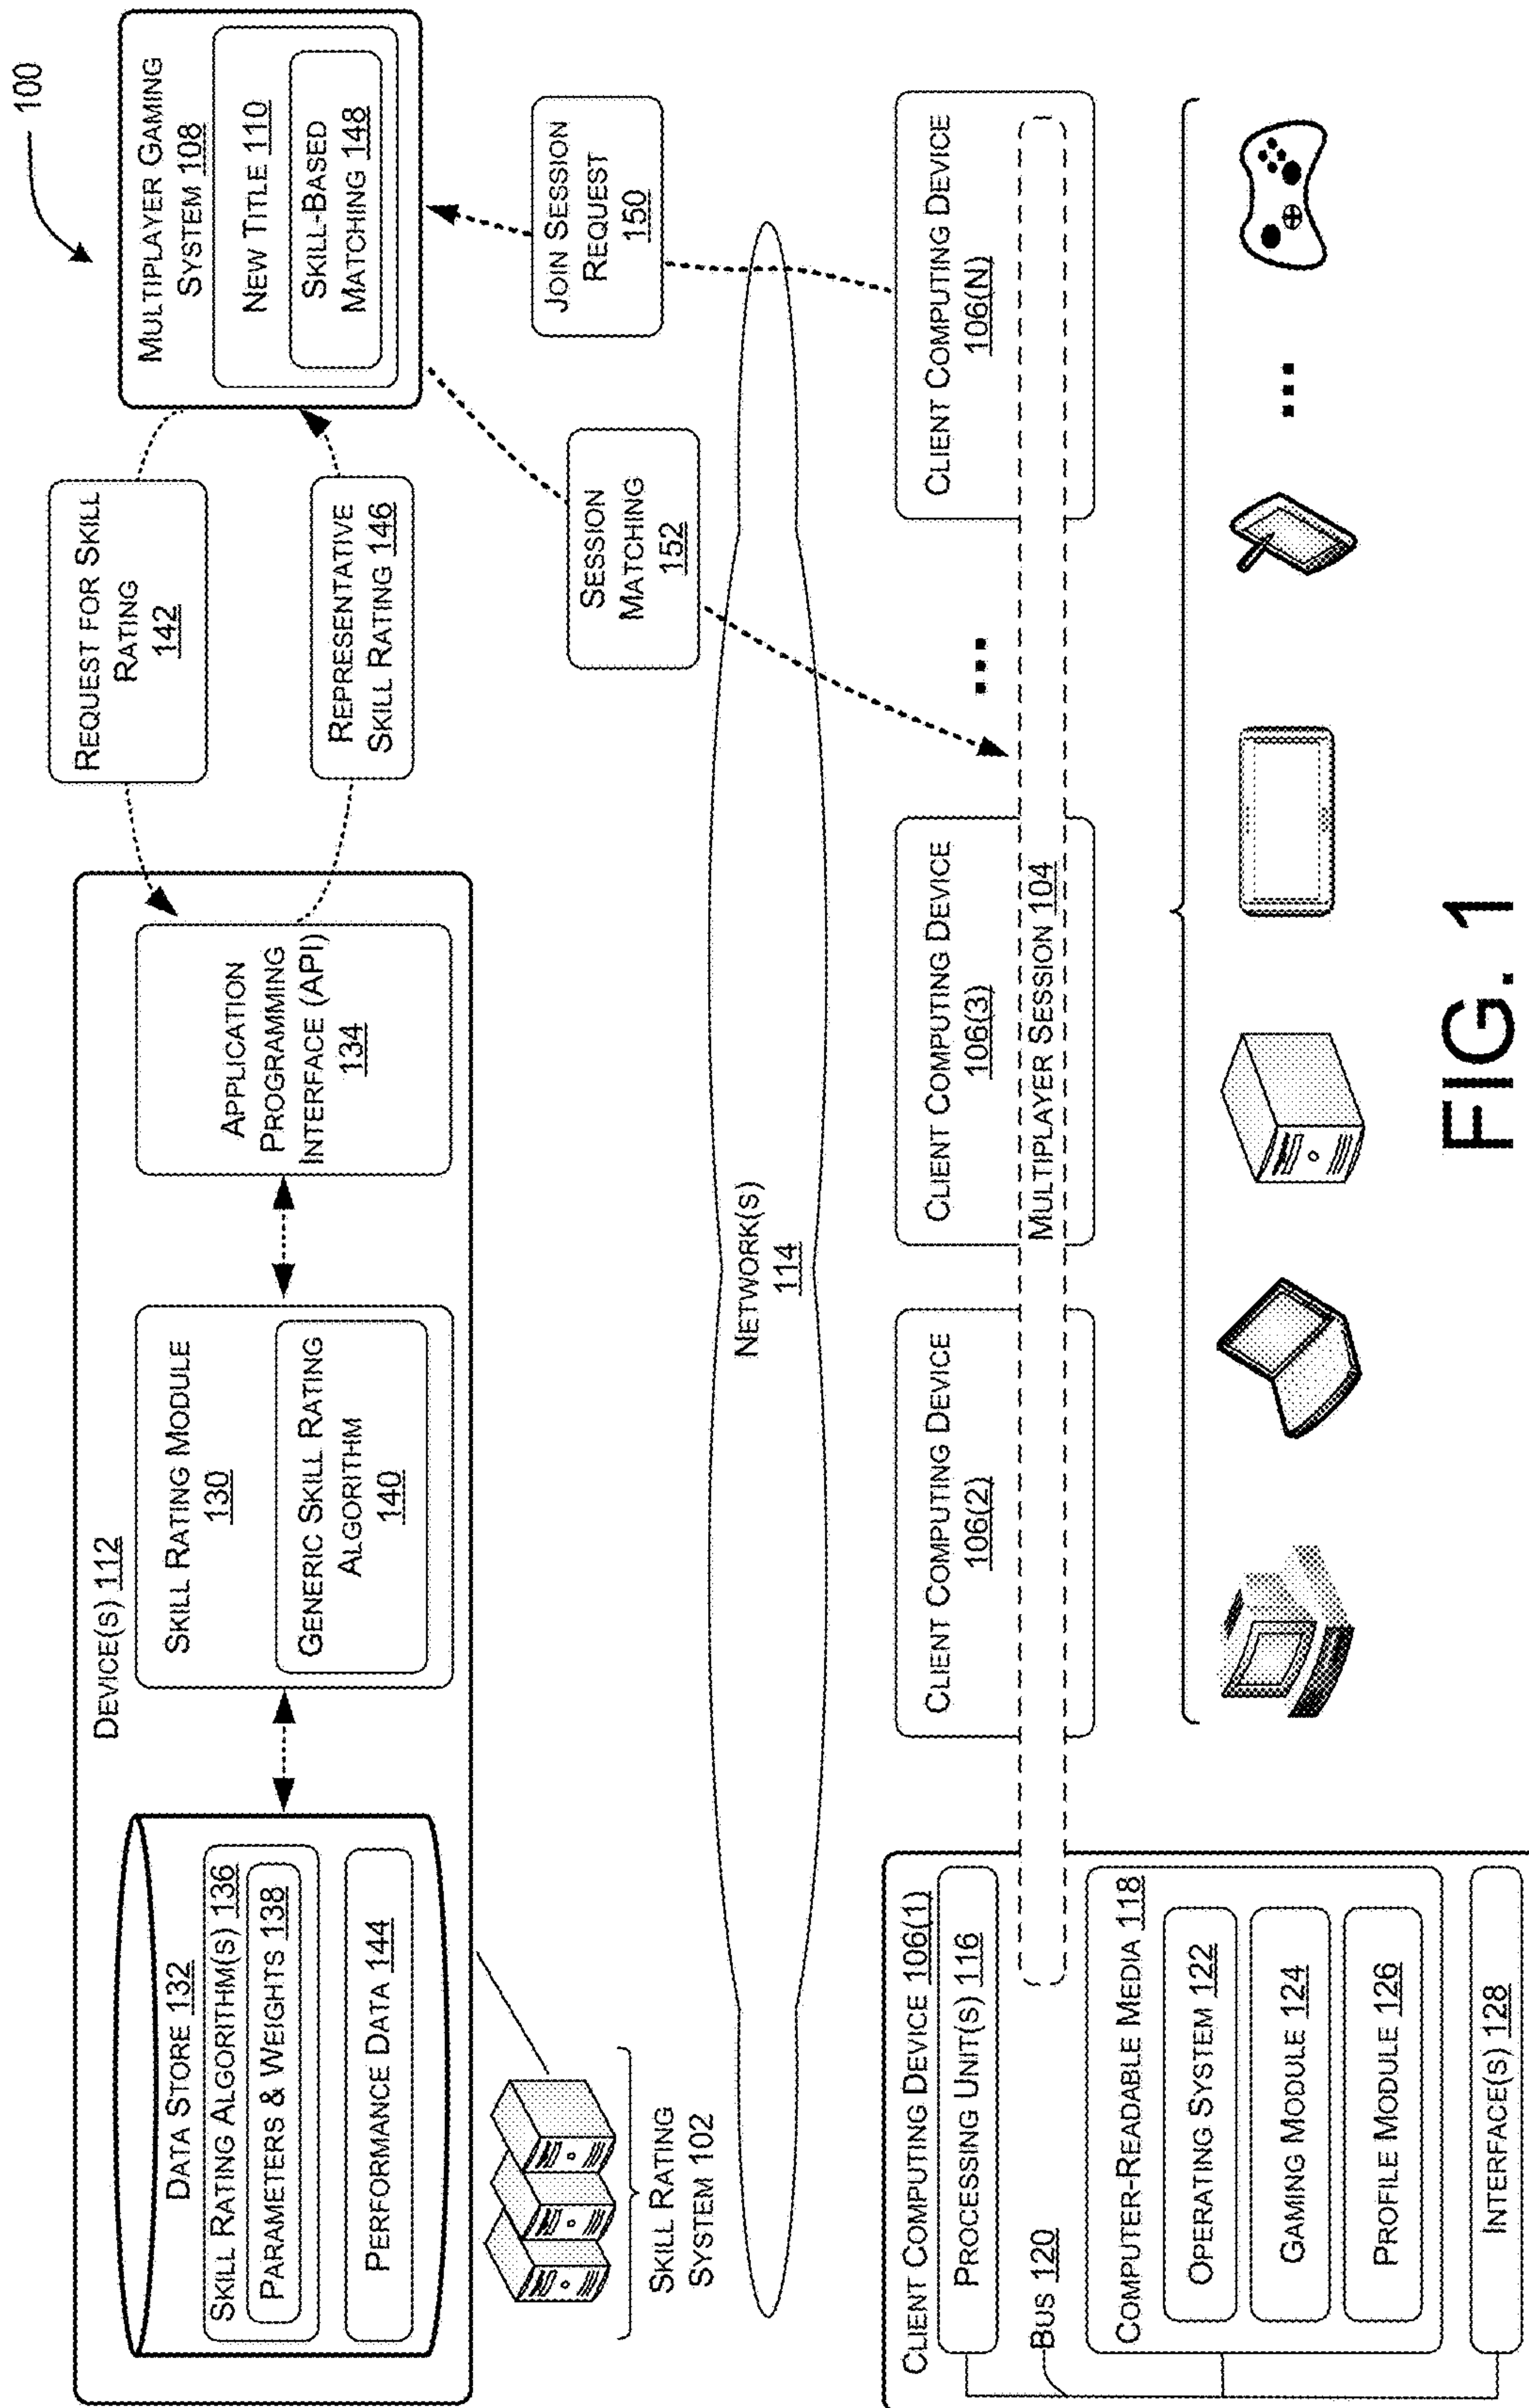 100
DEVICE(S) 112
DATA STORE 132
SKILL RATING ALGORITHM(S) 136
PARAMETERS & WEIGHTS 138
PERFORMANCE DATA 144
SKILL RATING MODULE
130
GENERIC SKILL RATING
ALGORITHM
140
APPLICATION
PROGRAMMING
INTERFACE (API)
134
REQUEST FOR SKILL
RATING
142
REPRESENTATIVE
SKILL RATING 146
MULTIPLAYER GAMING
SYSTEM 108
NEW TITLE 110
SKILL-BASED
MATCHING 148
SKILL RATING
SYSTEM 102
SESSION
MATCHING
152
JOIN SESSION
REQUEST
150
NETWORK(S)
114
CLIENT COMPUTING DEVICE 106(1)
PROCESSING UNIT(S) 116
BUS 120
COMPUTER-READABLE MEDIA 118
OPERATING SYSTEM 122
GAMING MODULE 124
PROFILE MODULE 126
INTERFACE(S) 128
CLIENT COMPUTING DEVICE
106(2)
CLIENT COMPUTING DEVICE
106(3)
...
CLIENT COMPUTING DEVICE
106(N)
MULTIPLAYER SESSION 104
...
FIG. 1